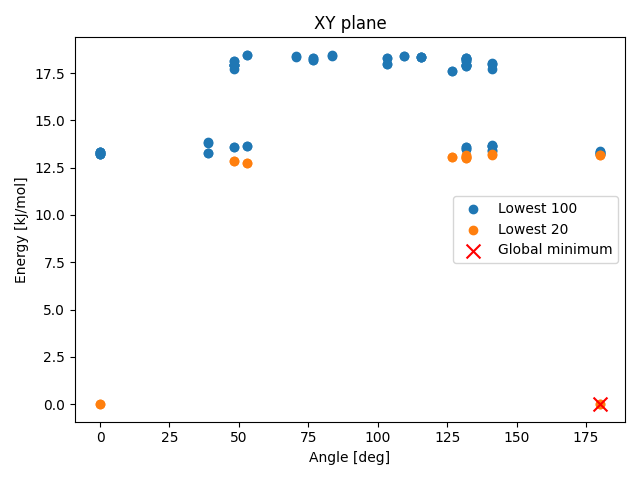 XY plane
Energy [kJ/mol]
17.5
15.0
12.5
10.0
7.5
5.0
2.5
0.0
Lowest 100
Lowest 20
Global minimum
0
25
50
75
100
125
150
175
Angle [deg]